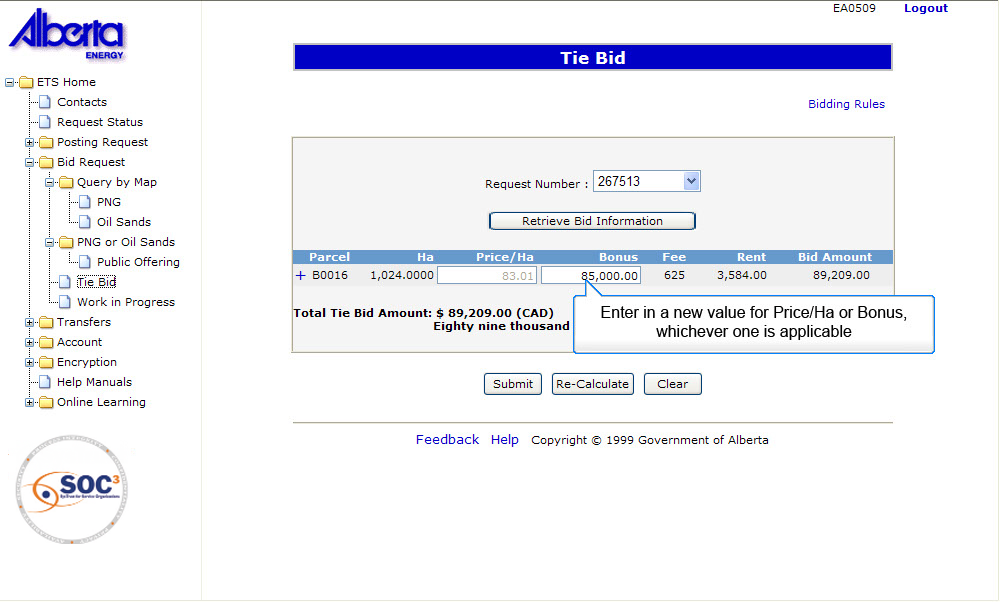 EA0509 Logout
Alberta
ENERGY
ETS Home
Contacts
Request Status
Posting Request
Bid Request
Query by Map
PNG
Oil Sands
PNG or Oil Sands
Public Offering
Tie Bid
Work in Progress
Transfers
Account
Encryption
Help Manuals
Online Learning
SOC3
Tie Bid
Bidding Rules
Request Number : 267513
Retrieve Bid Information
Parcel Ha Price/Ha Bonus Fee Rent Bid Amount
+ B0016 1,024.0000 83.01 85,000.00 625 3,584.00 89,209.00
Total Tie Bid Amount: $ 89,209.00 (CAD)
Eighty nine thousand
Enter in a new value for Price/Ha or Bonus,
whichever one is applicable
Submit Re-Calculate Clear
Feedback Help Copyright © 1999 Government of Alberta